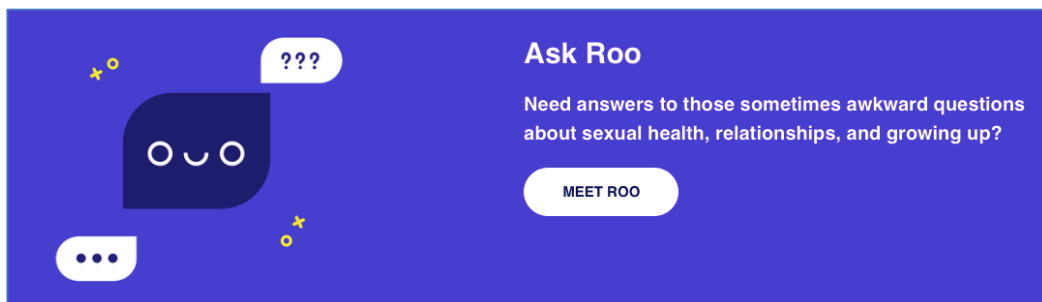 ???
Ask Roo
Need answers to those sometimes awkward questions
about sexual health, relationships, and growing up?
MEET ROO